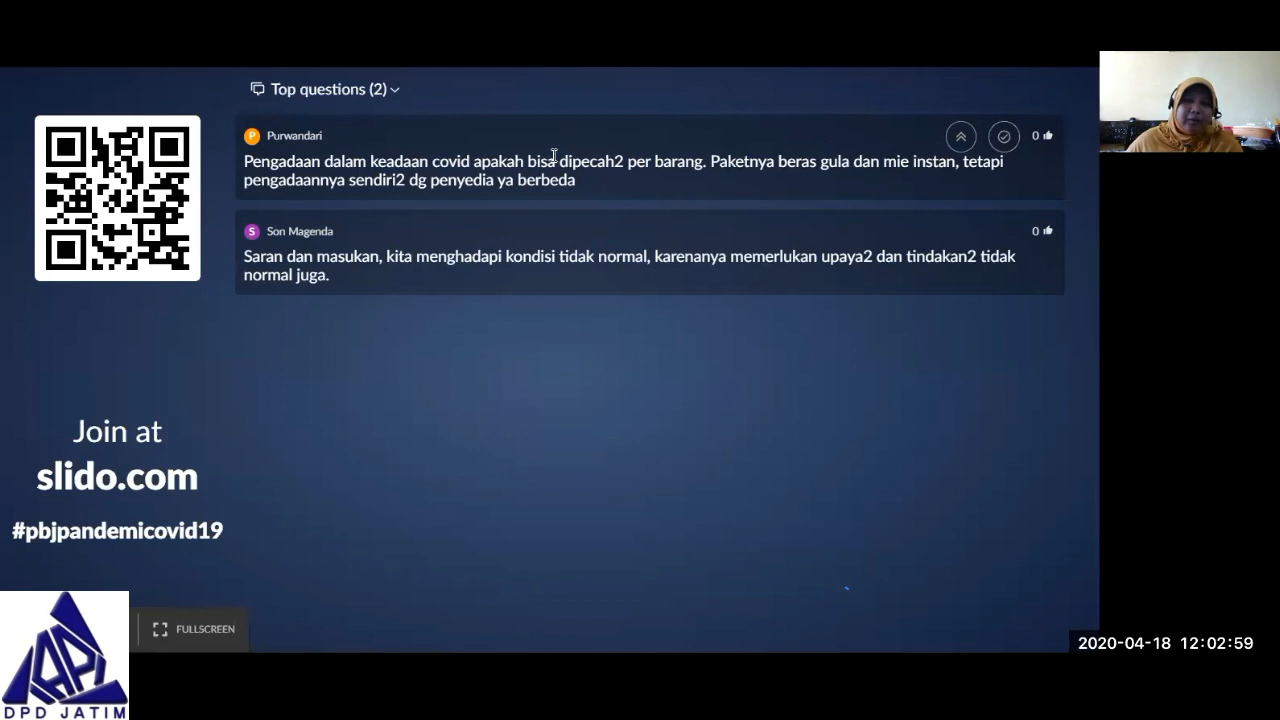 Top questions (2)
P Purwandari
0
Pengadaan dalam keadaan covid apakah bisa dipecah2 per barang. Paketnya beras gula dan mie instan, tetapi
pengadaannya sendiri2 dg penyedia ya berbeda
S Son Magenda
0
Saran dan masukan, kita menghadapi kondisi tidak normal, karenanya memerlukan upaya2 dan tindakan2 tidak
normal juga.
Join at
slido.com
#pbjpandemicovid19
FULLSCREEN
2020-04-18 12:02:59
IAPI
DPD JATIM